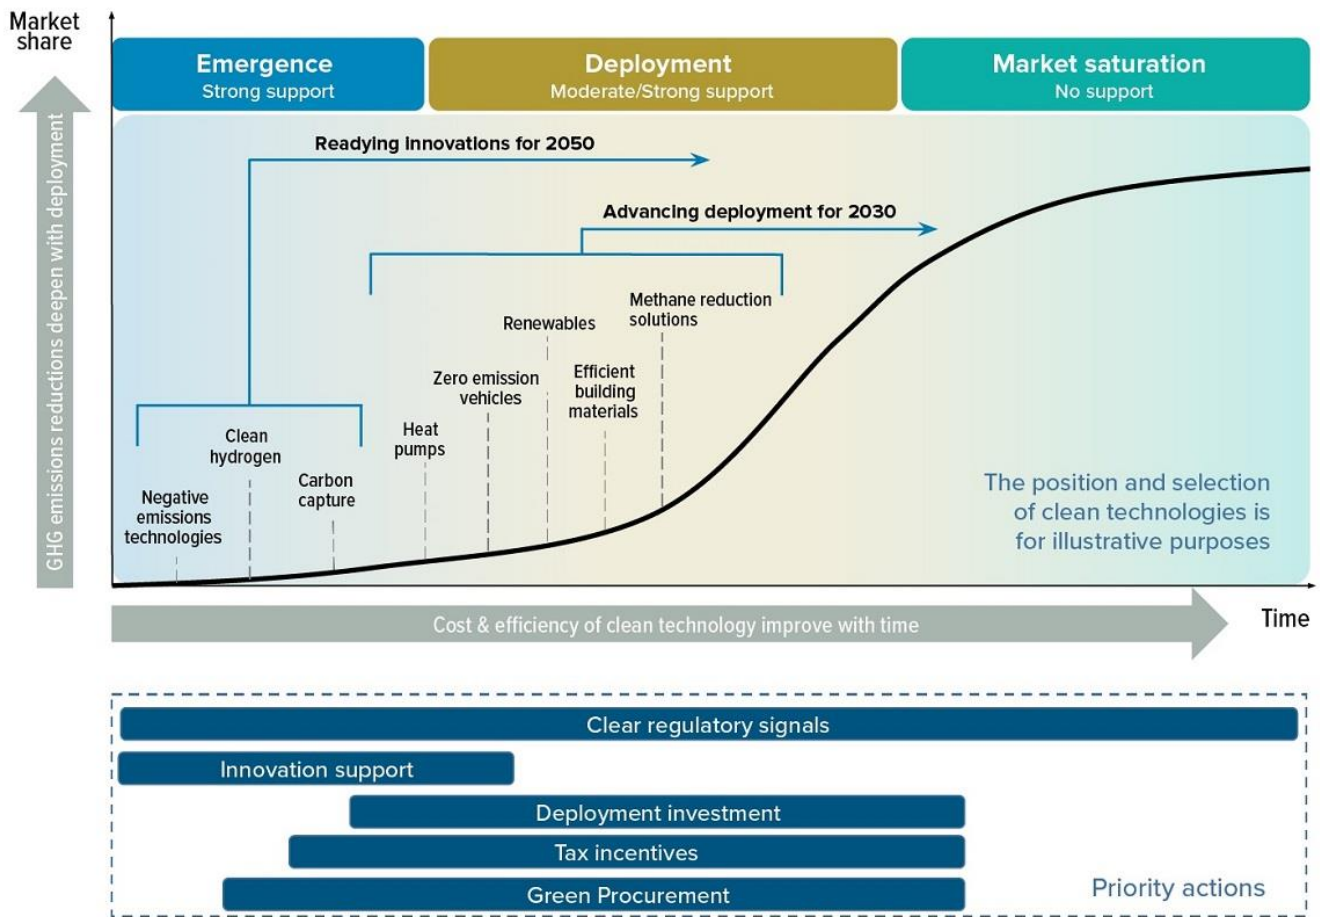 Market
share
GHG emissions reductions deepen with deployment
Emergence
Strong support
Deployment
Moderate/Strong support
Market saturation
No support
Readying Innovations for 2050
Advancing deployment for 2030
Methane reduction
solutions
Renewables
Zero emission
vehicles
Efficient
building
materials
Heat
pumps
Clean
hydrogen
Carbon
capture
Negative
emissions
technologies
The position and selection
of clean technologies is
for illustrative purposes
Cost & efficiency of clean technology improve with time
Time
Clear regulatory signals
Innovation support
Deployment investment
Tax incentives
Green Procurement
Priority actions